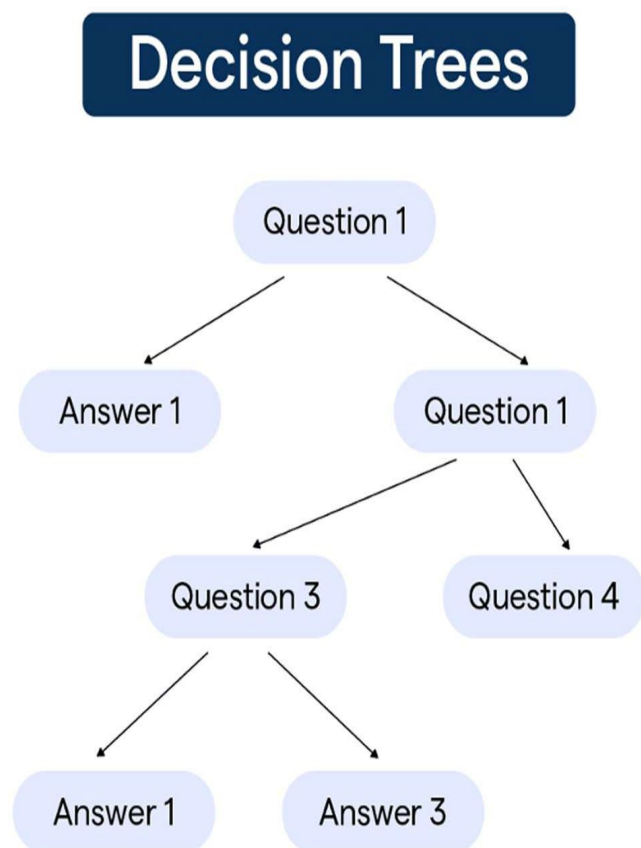 Decision Trees
Question 1
Answer 1
Question 1
Question 3
Question 4
Answer 1
Answer 3